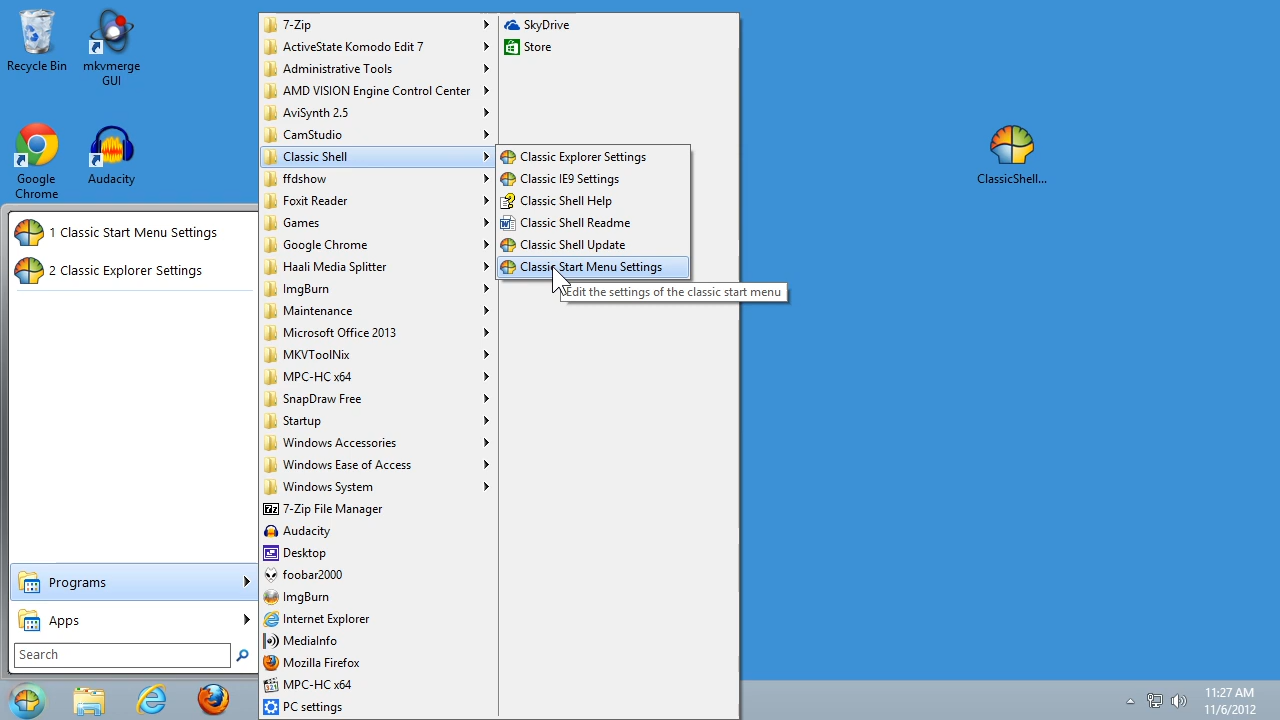 Recycle Bin
mkvmerge
GUI
Google
Chrome
Audacity
ClassicShell...
1 Classic Start Menu Settings
2 Classic Explorer Settings
Programs
Apps
Search
7-Zip
ActiveState Komodo Edit 7
Administrative Tools
AMD VISION Engine Control Center
AviSynth 2.5
CamStudio
Classic Shell
ffdshow
Foxit Reader
Games
Google Chrome
Haali Media Splitter
ImgBurn
Maintenance
Microsoft Office 2013
MKVToolNix
MPC-HC x64
SnapDraw Free
Startup
Windows Accessories
Windows Ease of Access
Windows System
7-Zip File Manager
Audacity
Desktop
foobar2000
ImgBurn
Internet Explorer
MediaInfo
Mozilla Firefox
MPC-HC x64
PC settings
SkyDrive
Store
Classic Explorer Settings
Classic IE9 Settings
Classic Shell Help
Classic Shell Readme
Classic Shell Update
Classic Start Menu Settings
Edit the settings of the classic start menu
11:27 AM
11/6/2012